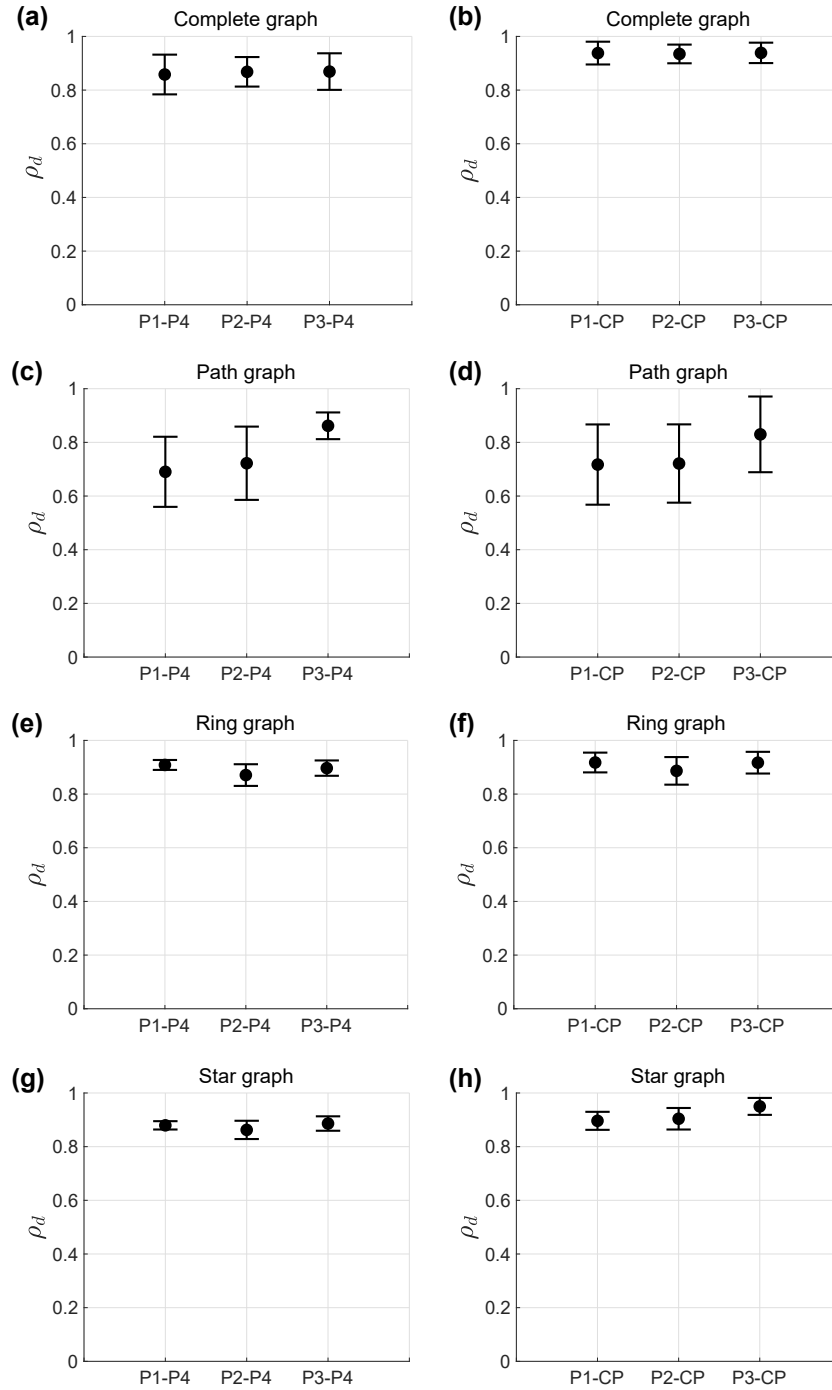 (a)
Complete graph
1
0.8
0.6
0.4
0.2
0
ρd
P1-P4 P2-P4 P3-P4
(b)
Complete graph
1
0.8
0.6
0.4
0.2
0
ρd
P1-CP P2-CP P3-CP
(c)
Path graph
1
0.8
0.6
0.4
0.2
0
ρd
P1-P4 P2-P4 P3-P4
(d)
Path graph
1
0.8
0.6
0.4
0.2
0
ρd
P1-CP P2-CP P3-CP
(e)
Ring graph
1
0.8
0.6
0.4
0.2
0
ρd
P1-P4 P2-P4 P3-P4
(f)
Ring graph
1
0.8
0.6
0.4
0.2
0
ρd
P1-CP P2-CP P3-CP
(g)
Star graph
1
0.8
0.6
0.4
0.2
0
ρd
P1-P4 P2-P4 P3-P4
(h)
Star graph
1
0.8
0.6
0.4
0.2
0
ρd
P1-CP P2-CP P3-CP